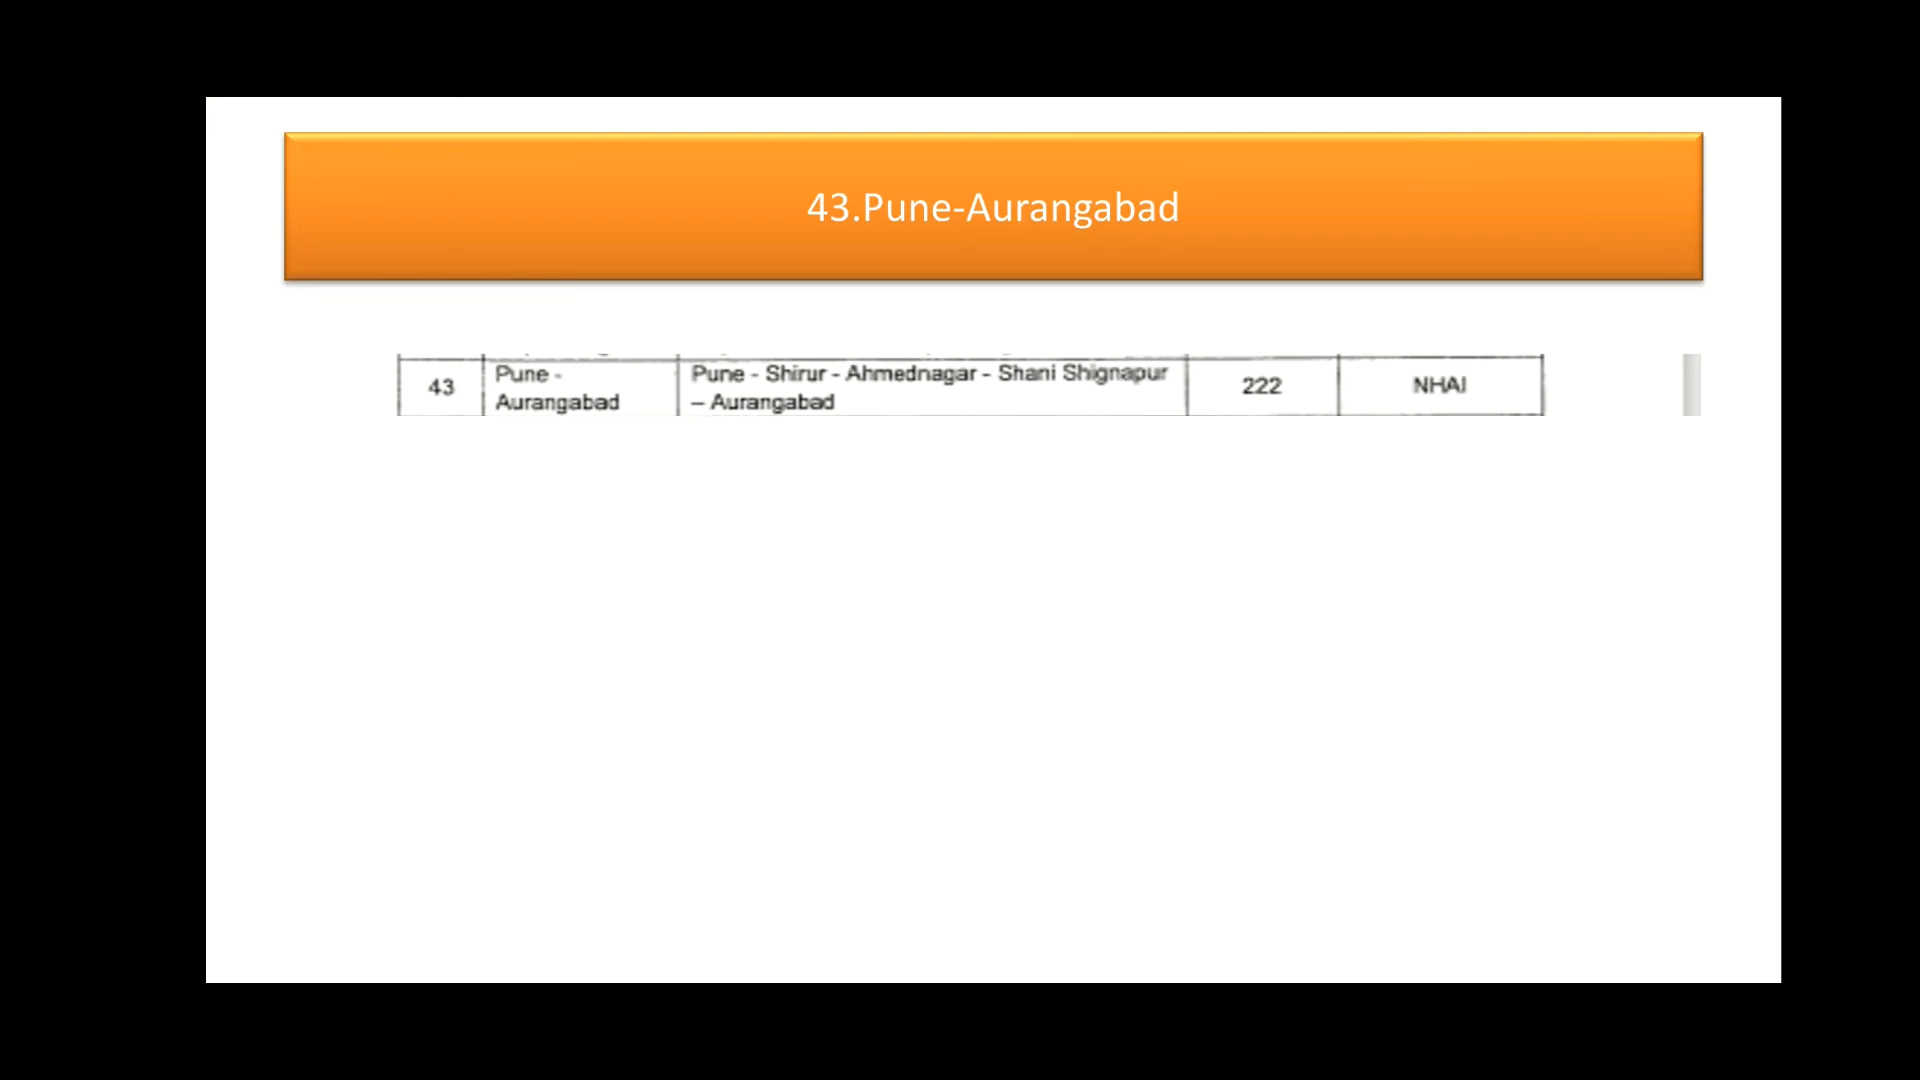 43.Pune-Aurangabad
43
Pune -
Aurangabad
Pune - Shirur - Ahmednagar - Shani Shignapur
– Aurangabad
222
NHAI